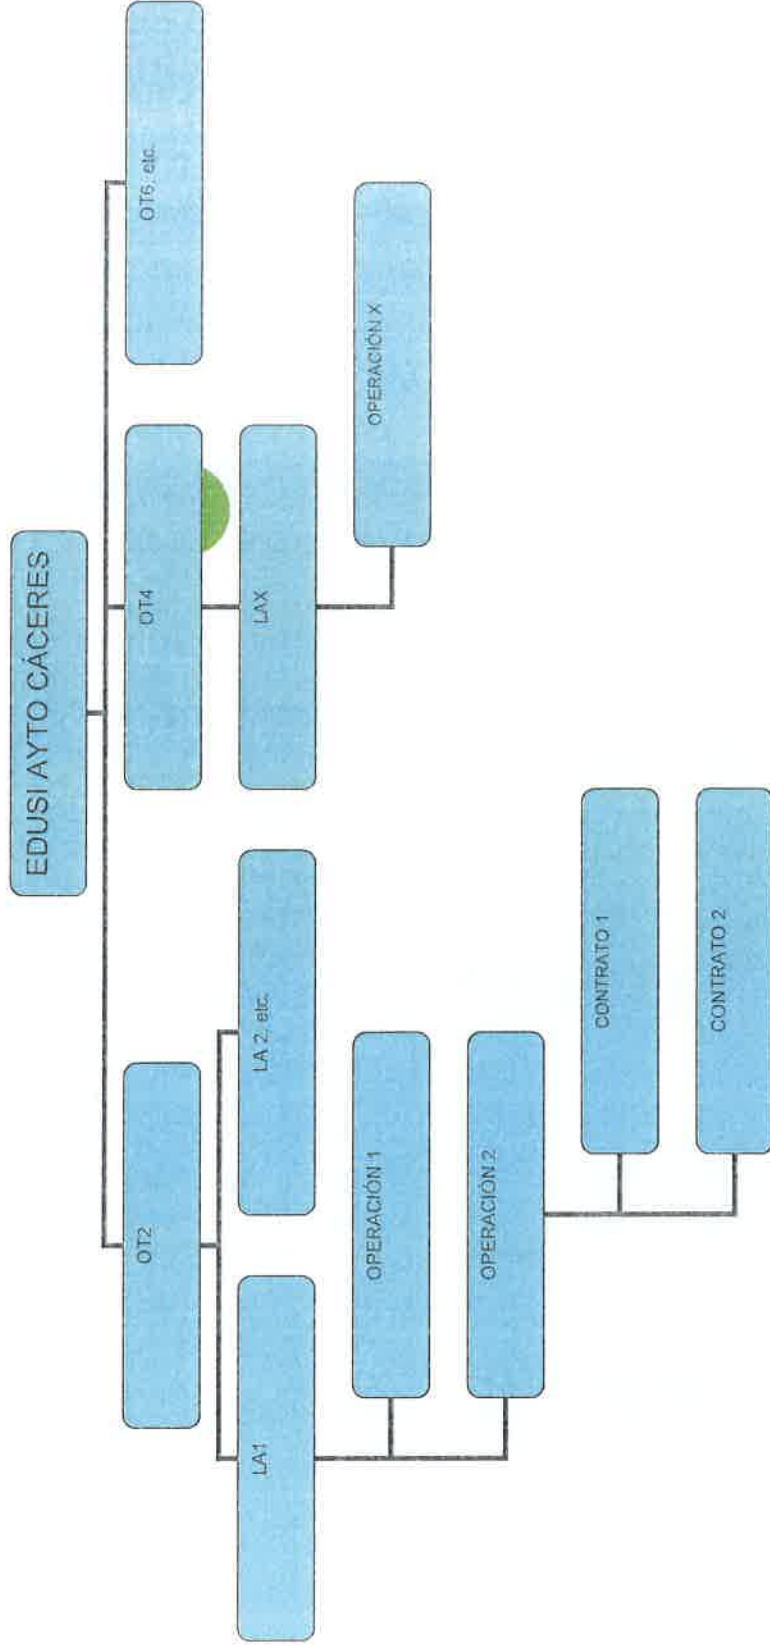 EDUSI AYTO CÁCERES
OT2
OT4
OT6, etc.
LA1
LA 2, etc.
LAX
OPERACIÓN 1
OPERACIÓN X
OPERACIÓN 2
CONTRATO 1
CONTRATO 2